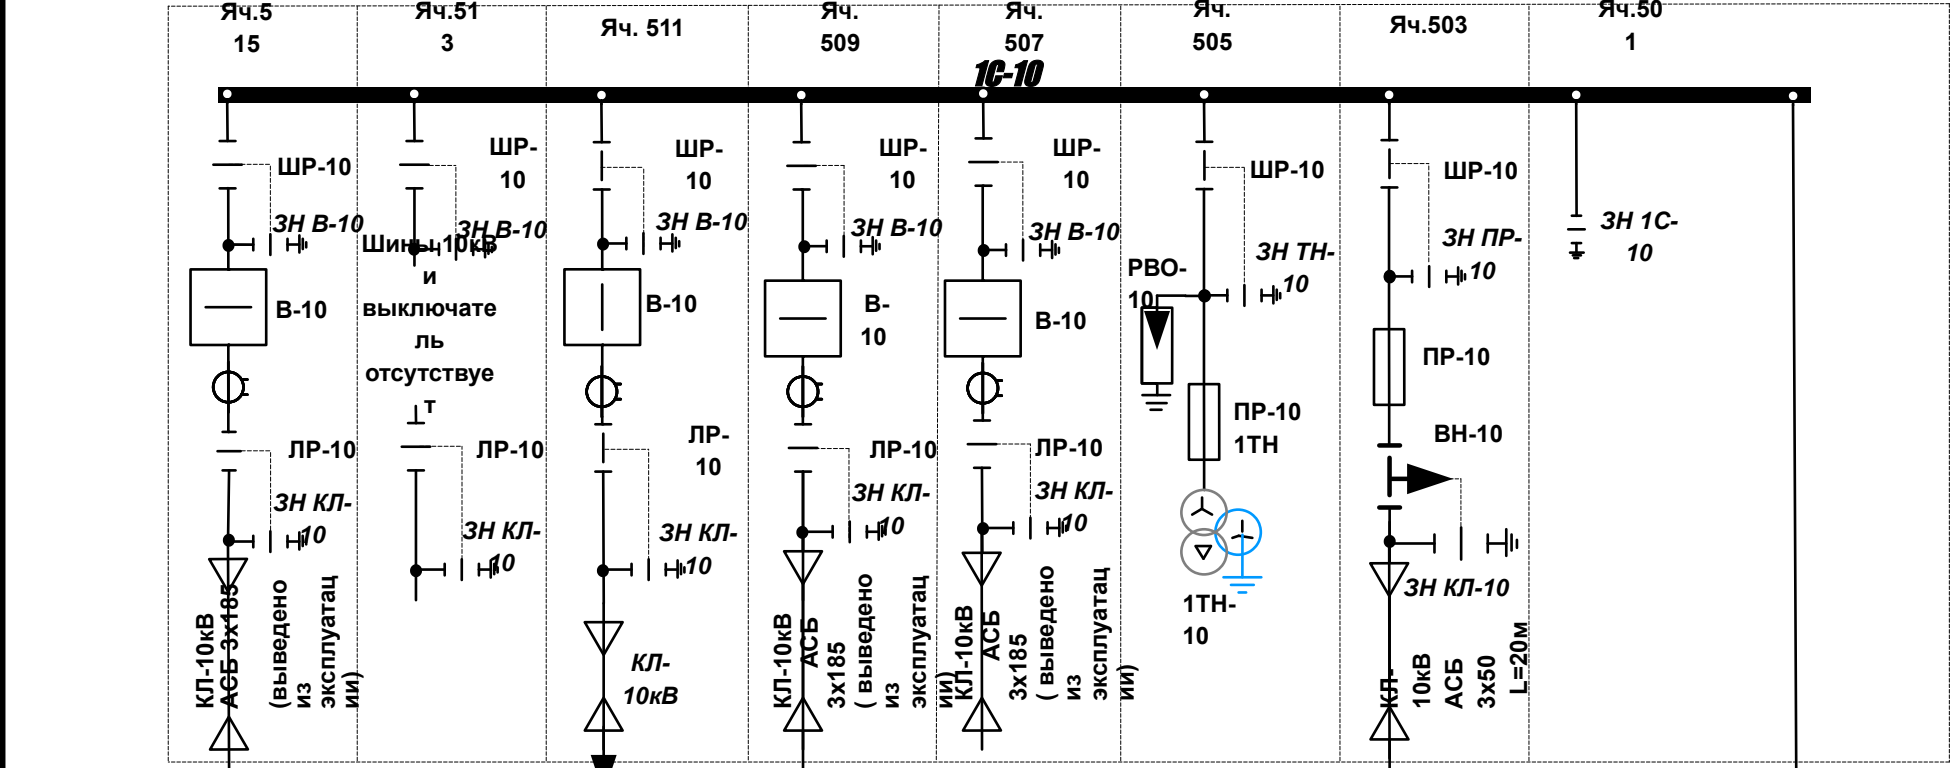 Яч.5
15
Яч.51
3
Яч. 511
Яч.
509
Яч.
507
Яч.
505
Яч.503
Яч.50
1
1С-10
ШР-10
ЗН В-10
В-10
ЛР-10
ЗН КЛ-
10
КЛ-10кВ
АСБ 3х185
(выведено
из
эксплуатац
ии)
ШР-
10
ЗН В-10
Шины 10кВ
и
выключате
ль
отсутствуе
т
ЛР-10
ЗН КЛ-
10
ШР-
10
ЗН В-10
В-10
ЛР-
10
ЗН КЛ-
10
КЛ-
10кВ
ШР-
10
ЗН В-10
В-
10
ЛР-10
ЗН КЛ-
10
КЛ-10кВ
АСБ
3х185
( выведено
из
эксплуатац
ии)
ШР-
10
ЗН В-10
В-10
ЛР-10
ЗН КЛ-
10
КЛ-10кВ
АСБ
3х185
( выведено
из
эксплуатац
ии)
ШР-10
ЗН ТН-
10
РВО-
10
ПР-10
1ТН
1ТН-
10
ШР-10
ЗН ПР-
10
ПР-10
ВН-10
ЗН КЛ-10
КЛ-
10кВ
АСБ
3х50
L=20м
ЗН 1С-
10